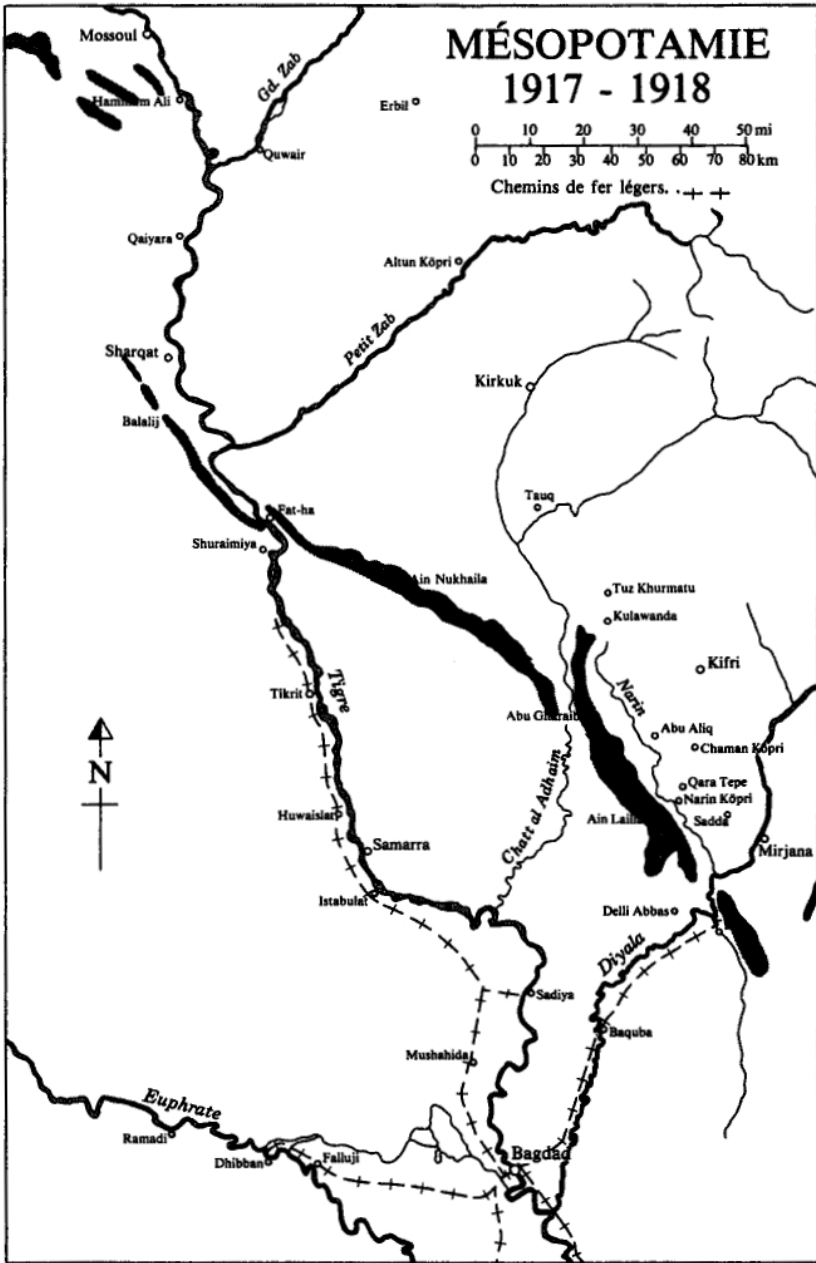 MÉSOPOTAMIE
1917 - 1918
0 10 20 30 40 50 mi
0 10 20 30 40 50 60 70 80 km
Chemins de fer légers. .
Mossoul
Gd. Zab
Hammam Ali
Erbil
Quwair
Qaiyara
Altun Köpri
Petit Zab
Sharqat
Kirkuk
Balalij
Tauq
Fat-ha
Shuraimiya
Ain Nukhaila
Tuz Khurmatu
Kulawanda
Kifri
Tigre
Tikrit
Narin
Abu Gharaib
Abu Aliq
Chaman Köpri
N
Qara Tepe
Narin Köpri
Huwaislat
Chatt al Adhaim
Ain Laila
Sadda
Samarra
Mirjana
Istabulat
Delli Abbas
Diyala
Sadiya
Baquba
Mushahida
Euphrate
Ramadi
Bagdad
Dhibban
Falluji